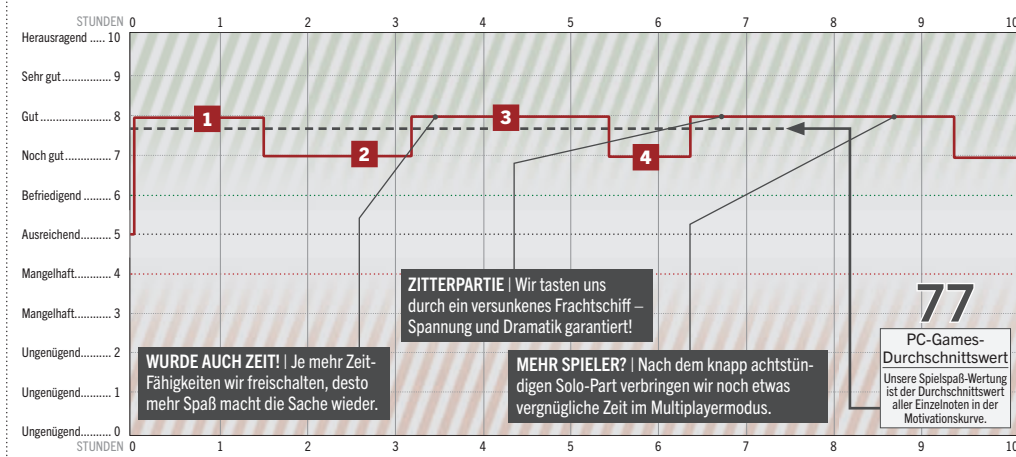 STUNDEN 0 1 2 3 4 5 6 7 8 9 10
Herausragend ..... 10
Sehr gut ............... 9
Gut ........................ 8
Noch gut ............... 7
Befriedigend ......... 6
Ausreichend.......... 5
Mangelhaft............ 4
Mangelhaft............ 3
Ungenügend.......... 2
Ungenügend.......... 1
Ungenügend.......... 0
STUNDEN 0 1 2 3 4 5 6 7 8 9 10
1
2
3
4
WURDE AUCH ZEIT! | Je mehr Zeit-
Fähigkeiten wir freischalten, desto
mehr Spaß macht die Sache wieder.
ZITTERPARTIE | Wir tasten uns
durch ein versunkenes Frachtschiff –
Spannung und Dramatik garantiert!
MEHR SPIELER? | Nach dem knapp achtstün-
digen Solo-Part verbringen wir noch etwas
vergnügliche Zeit im Multiplayermodus.
77
PC-Games-
Durchschnittswert
Unsere Spielspaß-Wertung
ist der Durchschnittswert
aller Einzelnoten in der
Motivationskurve.